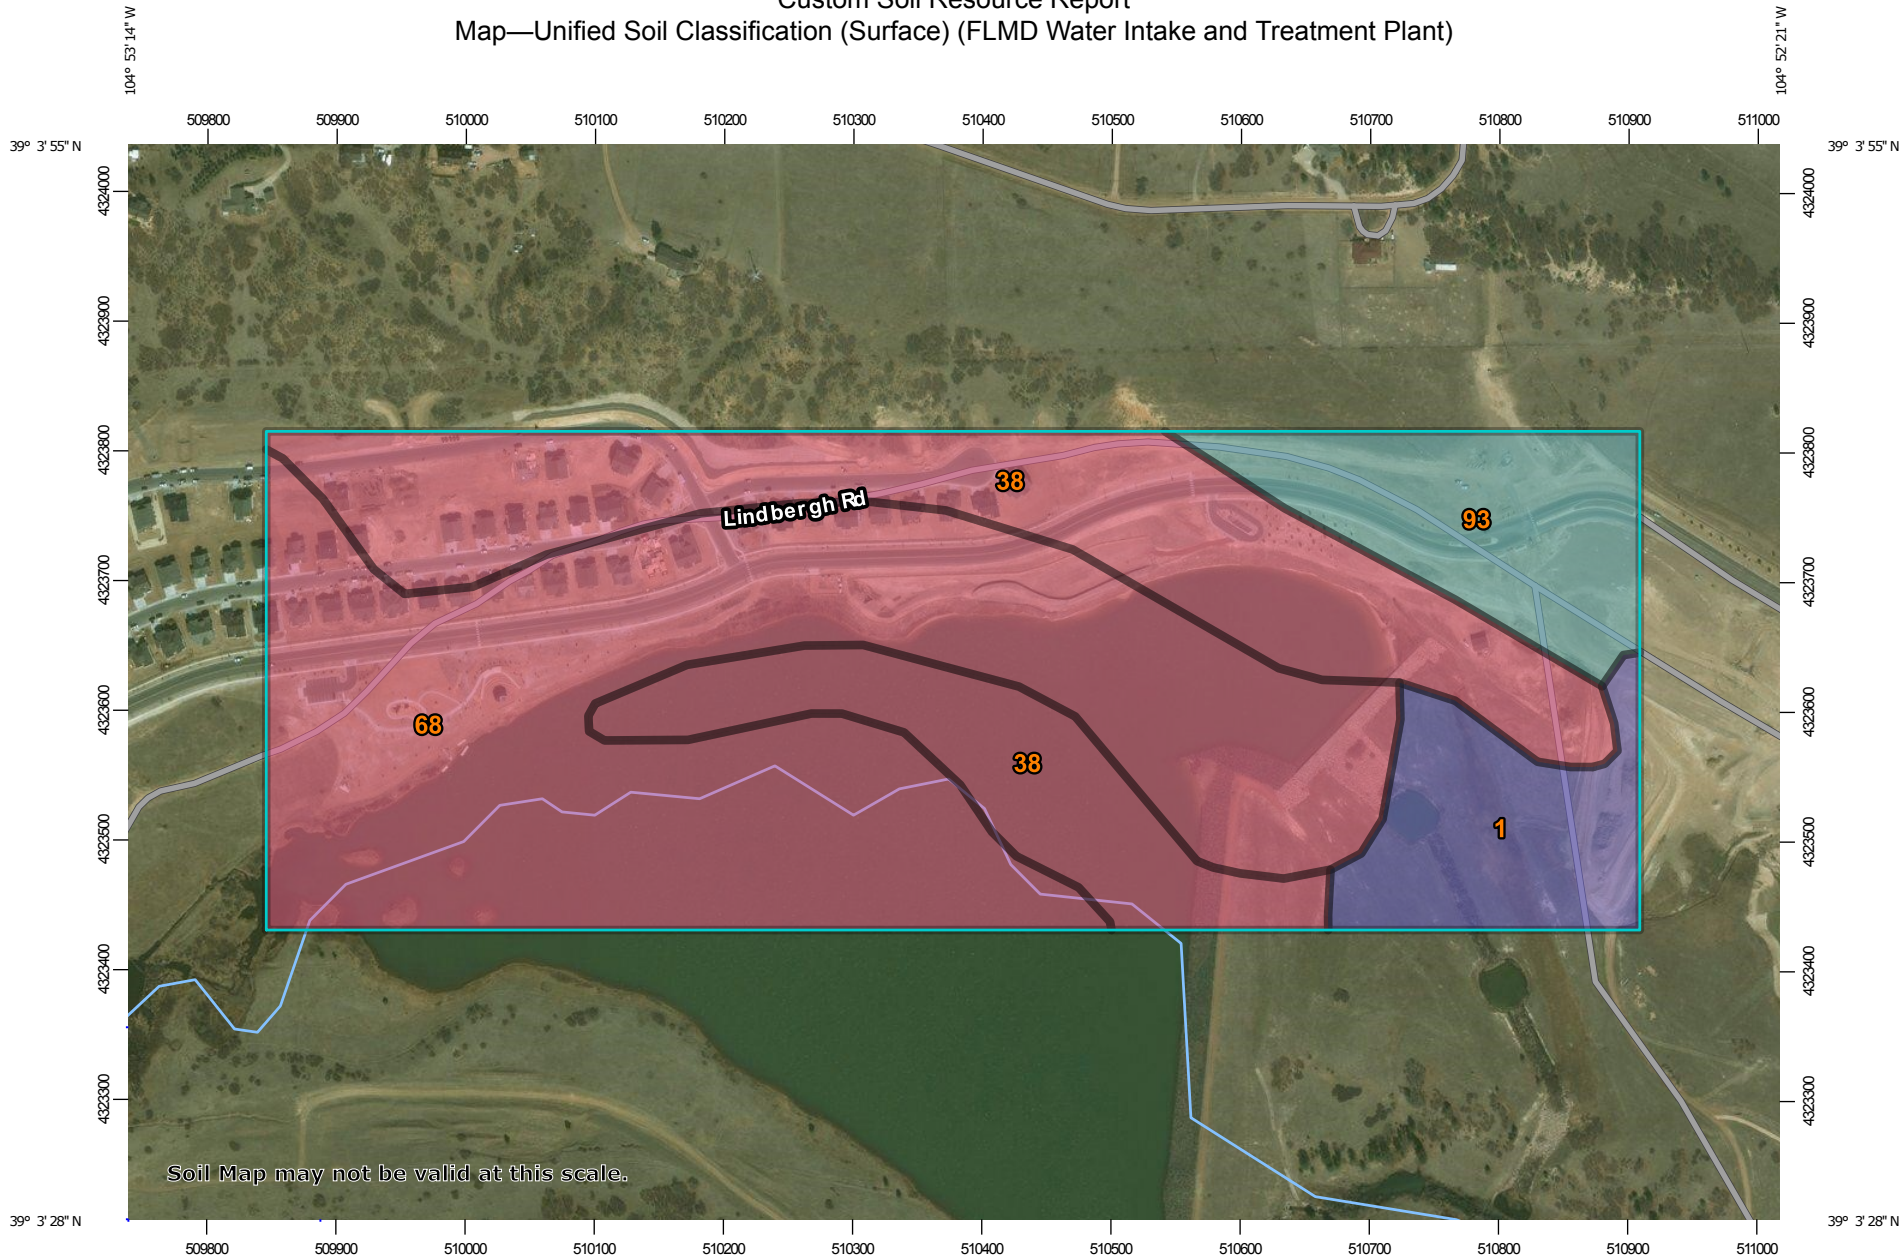 Custom Soil Resource Report
Map—Unified Soil Classification (Surface) (FLMD Water Intake and Treatment Plant)
104° 53' 14" W
104° 52' 21" W
509800 509900 510000 510100 510200 510300 510400 510500 510600 510700 510800 510900 511000
39° 3' 55" N
39° 3' 55" N
4324000
4324000
4323900
4323900
4323800
4323800
38
Lindbergh Rd
93
4323700
4323700
68
4323600
4323600
38
1
4323500
4323500
4323400
4323400
4323300
4323300
Soil Map may not be valid at this scale.
39° 3' 28" N
39° 3' 28" N
509800 509900 510000 510100 510200 510300 510400 510500 510600 510700 510800 510900 511000